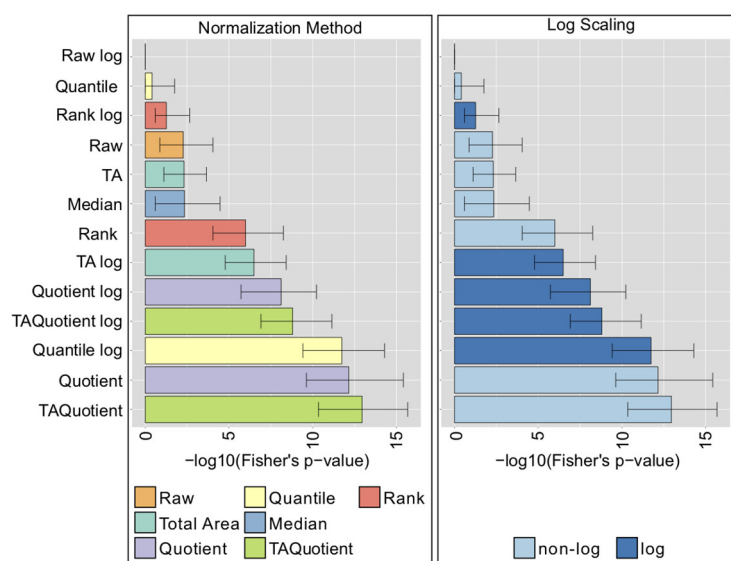 Normalization Method
Log Scaling
Raw log
Quantile
Rank log
Raw
TA
Median
Rank
TA log
Quotient log
TAQuotient log
Quantile log
Quotient
TAQuotient
0 5 10 15
0 5 10 15
−log10(Fisher's p−value)
−log10(Fisher's p−value)
Raw Quantile Rank
Total Area Median
Quotient TAQuotient
non-log log